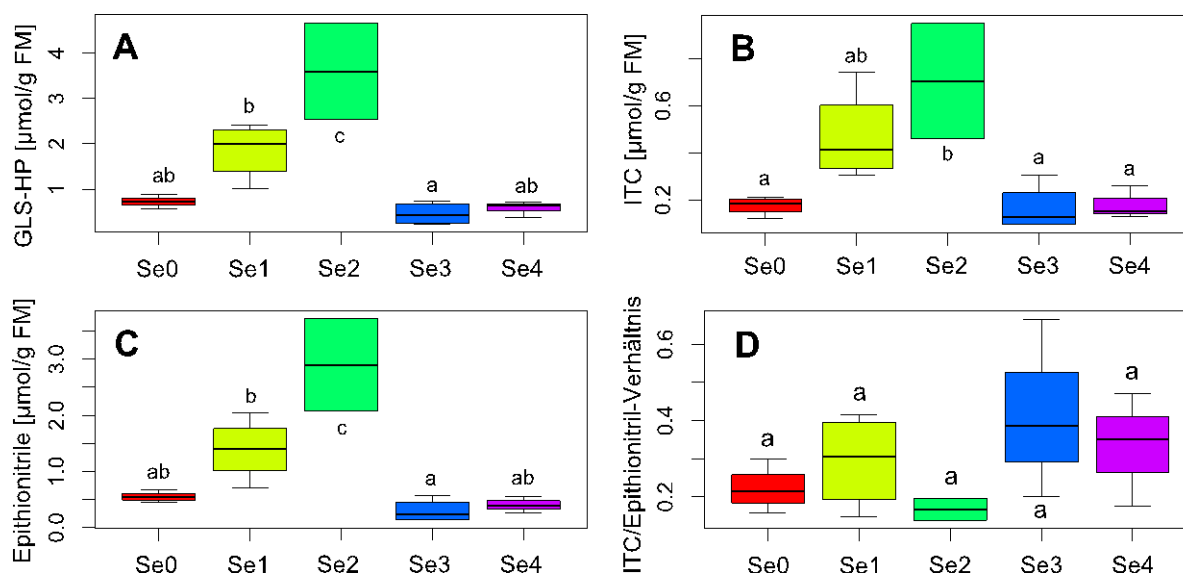 A
GLS-HP [µmol/g FM]
4
3
2
1
ab
b
c
a
ab
Se0 Se1 Se2 Se3 Se4
B
ITC [µmol/g FM]
0.6
0.2
a
ab
b
a
a
Se0 Se1 Se2 Se3 Se4
C
Epithionitrile [µmol/g FM]
3.0
2.0
1.0
0.0
ab
b
c
a
ab
Se0 Se1 Se2 Se3 Se4
D
ITC/Epithionitril-Verhältnis
0.6
0.4
0.2
a
a
a
a
a
Se0 Se1 Se2 Se3 Se4